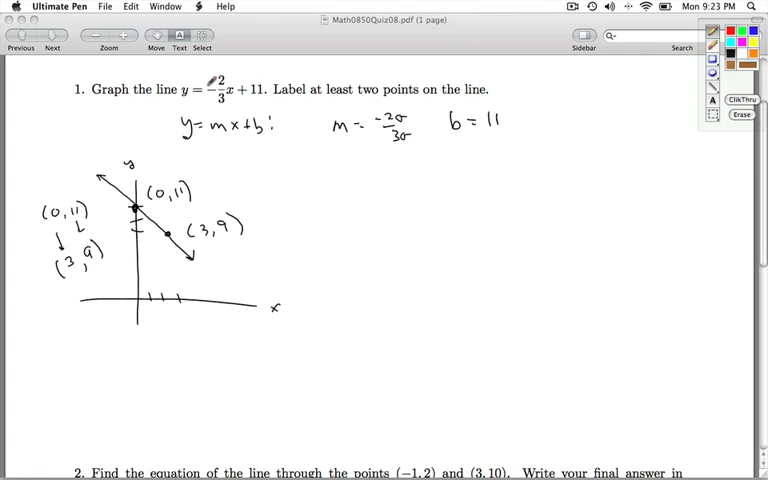 Ultimate Pen File Edit Window Help Mon 9:23 PM
Math0850Quiz08.pdf (1 page)
Previous Next Zoom Move Text Select Sidebar Search
ClikThru
Erase
1. Graph the line y = -2/3 x + 11. Label at least two points on the line.
y = mx + b : m = -2/3 b = 11
y
(0, 11)
(0, 11)
(3, 9)
(3, 9)
x
2. Find the equation of the line through the points (−1, 2) and (3, 10). Write your final answer in